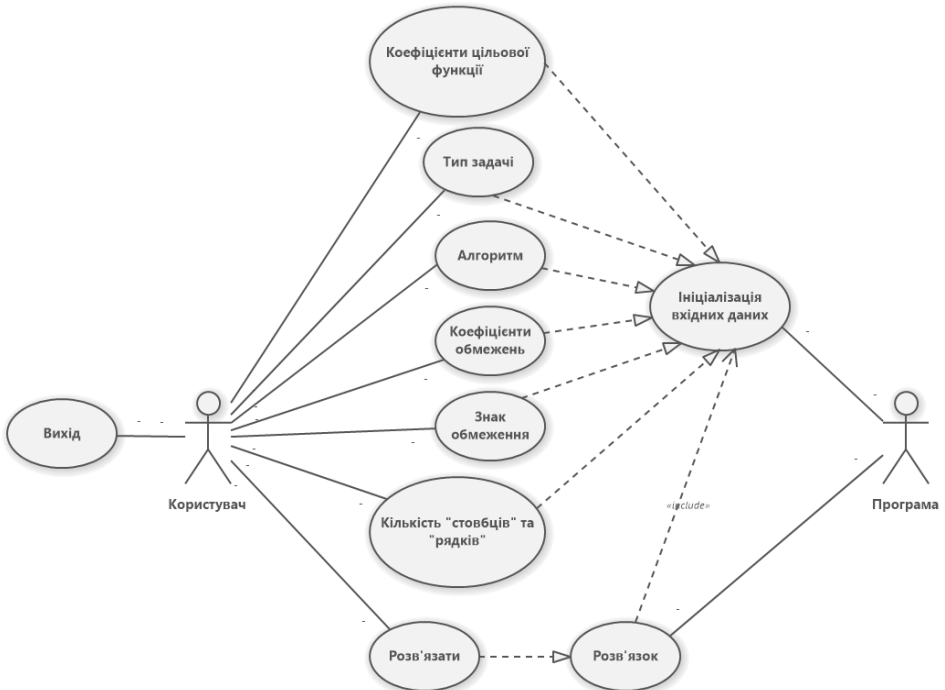 Коефіцієнти цільової
функції
Тип задачі
Алгоритм
Ініціалізація
вхідних даних
Коефіцієнти
обмежень
Знак
обмеження
Вихід
Користувач
Програма
Кількість "стовбців" та
"рядків"
«include»
Розв'язати
Розв'язок